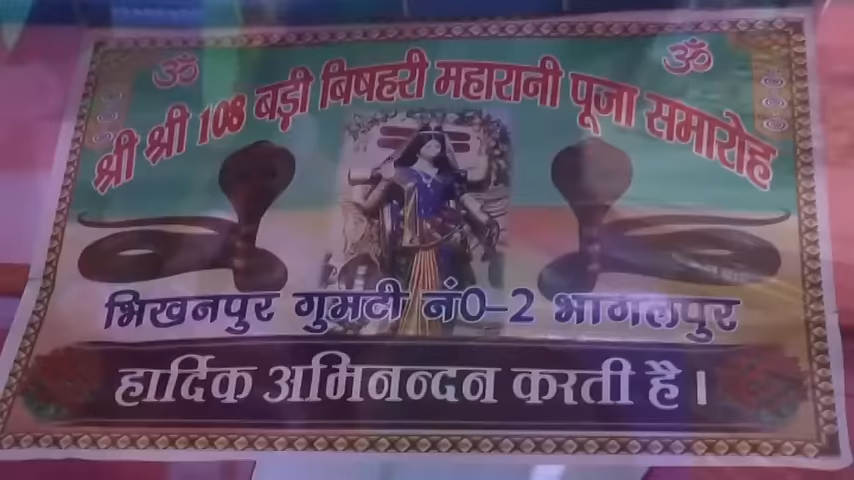 ॐ ॐ
श्री श्री 108 बड़ी बिषहरी महारानी पूजा समारोह
भिखनपुर गुमटी नं0-2 भागलपुर
हार्दिक अभिनन्दन करती है।